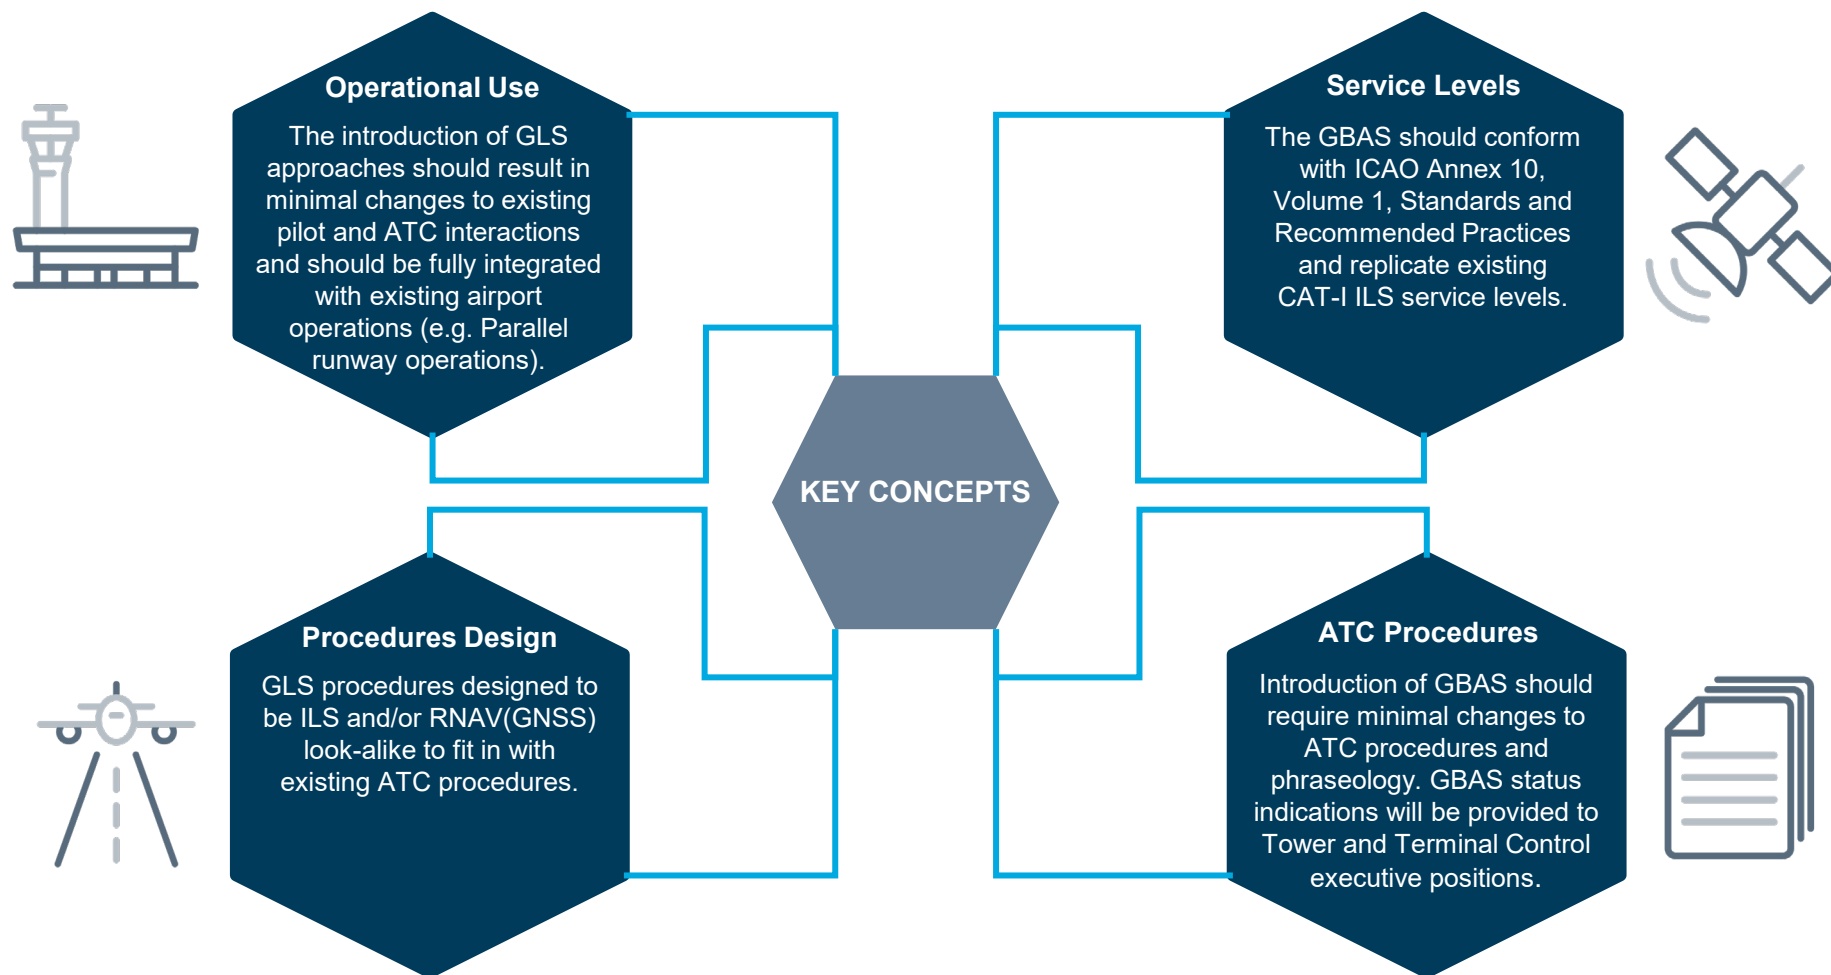 Operational Use
The introduction of GLS
approaches should result in
minimal changes to existing
pilot and ATC interactions
and should be fully integrated
with existing airport
operations (e.g. Parallel
runway operations).
Service Levels
The GBAS should conform
with ICAO Annex 10,
Volume 1, Standards and
Recommended Practices
and replicate existing
CAT-I ILS service levels.
KEY CONCEPTS
Procedures Design
GLS procedures designed to
be ILS and/or RNAV(GNSS)
look-alike to fit in with
existing ATC procedures.
ATC Procedures
Introduction of GBAS should
require minimal changes to
ATC procedures and
phraseology. GBAS status
indications will be provided to
Tower and Terminal Control
executive positions.